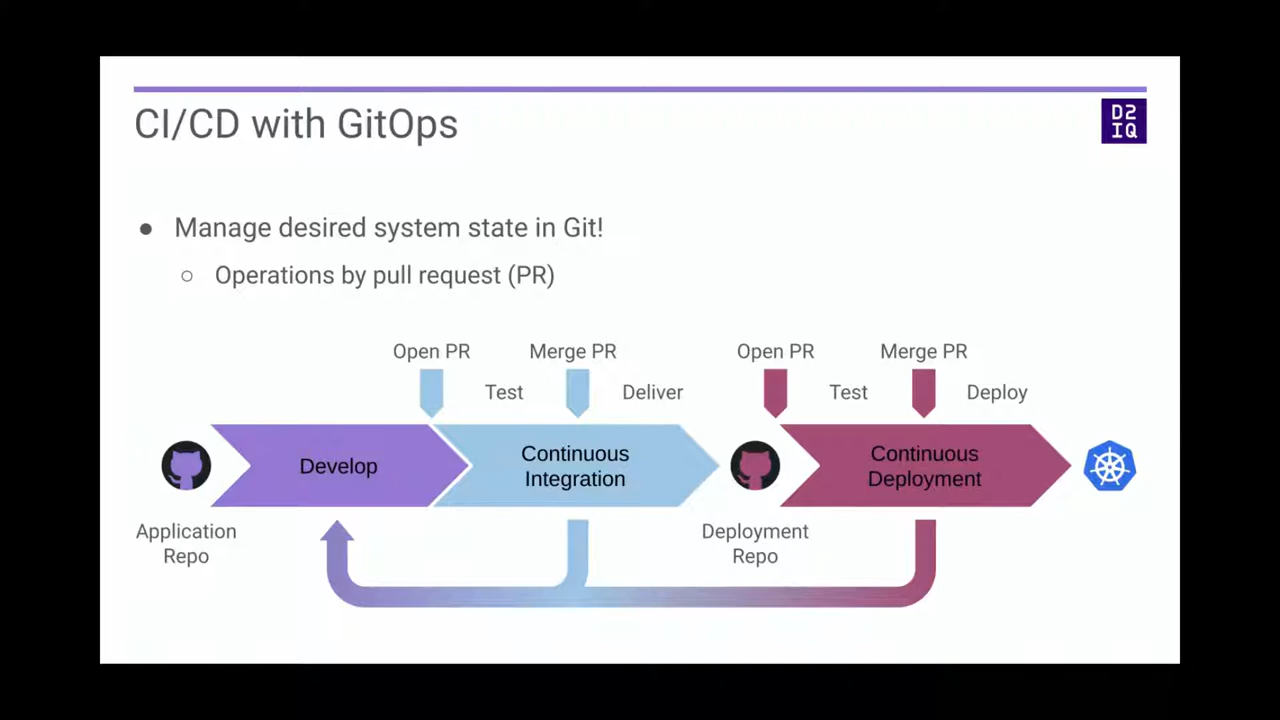 CI/CD with GitOps
D2
IQ
● Manage desired system state in Git!
○ Operations by pull request (PR)
Open PR
Merge PR
Open PR
Merge PR
Test
Deliver
Test
Deploy
Develop
Continuous
Integration
Continuous
Deployment
Application
Repo
Deployment
Repo